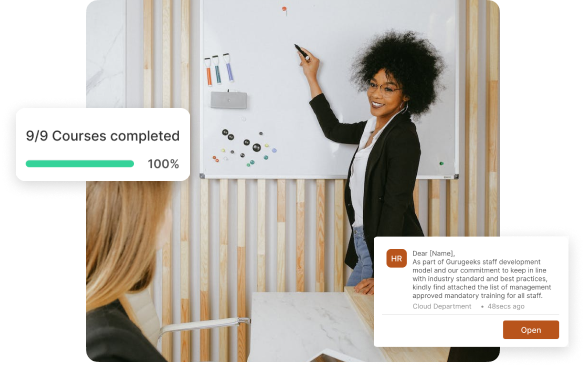 9/9 Courses completed
100%
HR
Dear [Name],
As part of Gurugeeks staff development
model and our commitment to keep in line
with industry standard and best practices,
kindly find attached the list of management
approved mandatory training for all staff.
Cloud Department • 48secs ago
Open